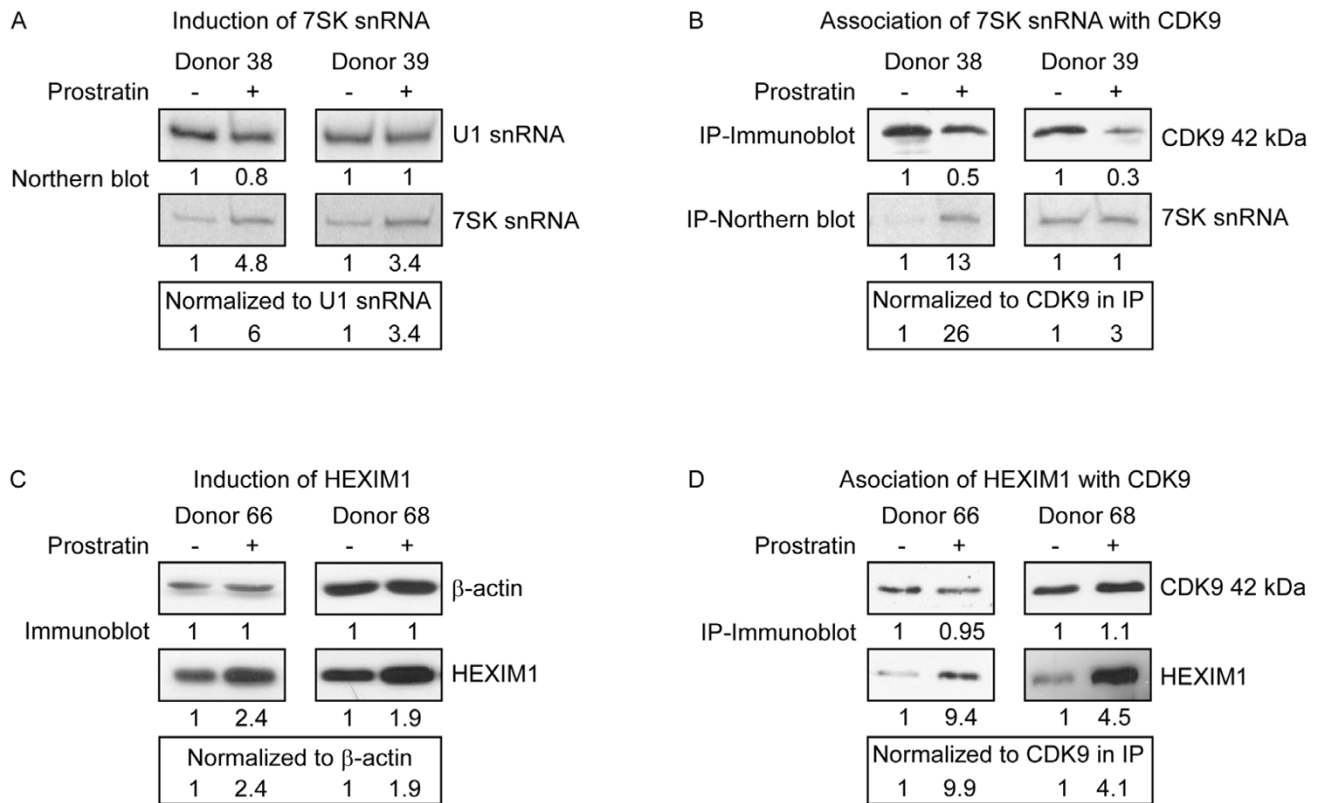 A Induction of 7SK snRNA
Donor 38 Donor 39
Prostratin - + - +
U1 snRNA
Northern blot 1 0.8 1 1
7SK snRNA
1 4.8 1 3.4
Normalized to U1 snRNA
1 6 1 3.4
B Association of 7SK snRNA with CDK9
Donor 38 Donor 39
Prostratin - + - +
IP-Immunoblot CDK9 42 kDa
1 0.5 1 0.3
IP-Northern blot 7SK snRNA
1 13 1 1
Normalized to CDK9 in IP
1 26 1 3
C Induction of HEXIM1
Donor 66 Donor 68
Prostratin - + - +
β-actin
Immunoblot 1 1 1 1
HEXIM1
1 2.4 1 1.9
Normalized to β-actin
1 2.4 1 1.9
D Asociation of HEXIM1 with CDK9
Donor 66 Donor 68
Prostratin - + - +
CDK9 42 kDa
IP-Immunoblot 1 0.95 1 1.1
HEXIM1
1 9.4 1 4.5
Normalized to CDK9 in IP
1 9.9 1 4.1